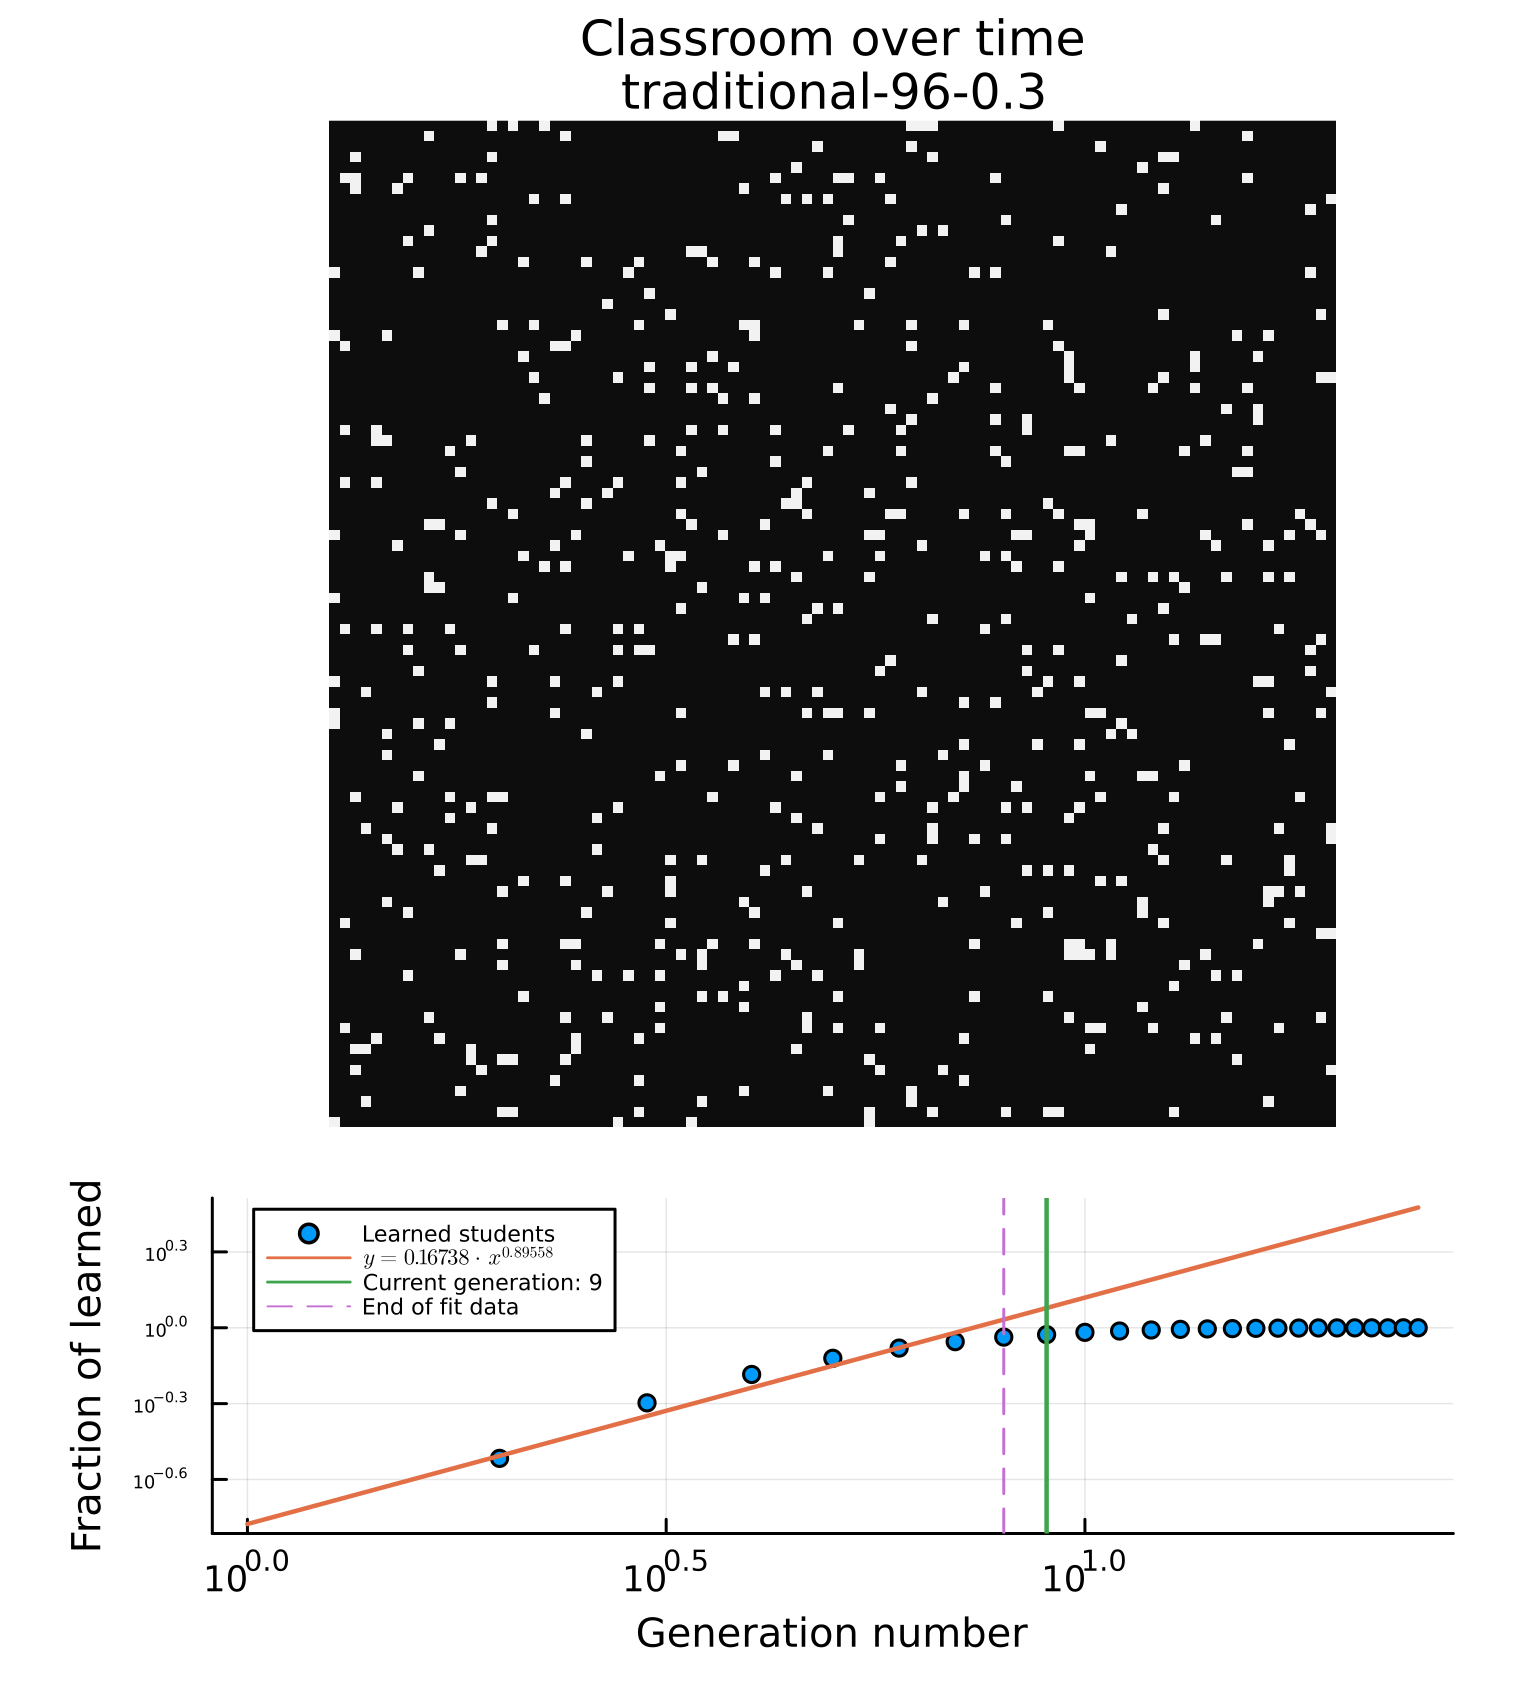 Classroom over time
traditional-96-0.3
Fraction of learned
10^0.3
10^0.0
10^−0.3
10^−0.6
Learned students
y = 0.16738 · x^0.89558
Current generation: 9
End of fit data
10^0.0 10^0.5 10^1.0
Generation number